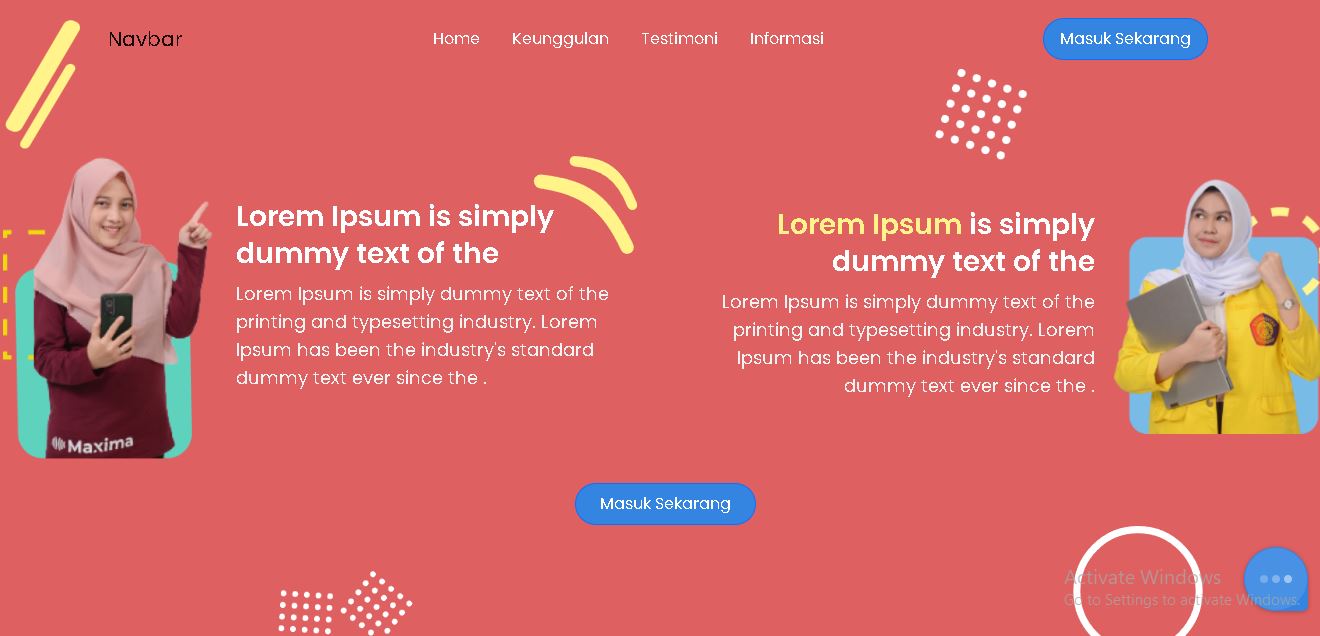 Navbar
Home
Keunggulan
Testimoni
Informasi
Masuk Sekarang
Lorem Ipsum is simply
dummy text of the
Lorem Ipsum is simply dummy text of the
printing and typesetting industry. Lorem
Ipsum has been the industry's standard
dummy text ever since the .
Lorem Ipsum is simply
dummy text of the
Lorem Ipsum is simply dummy text of the
printing and typesetting industry. Lorem
Ipsum has been the industry's standard
dummy text ever since the .
Maxima
Masuk Sekarang
Activate Windows
Go to Settings to activate Windows.